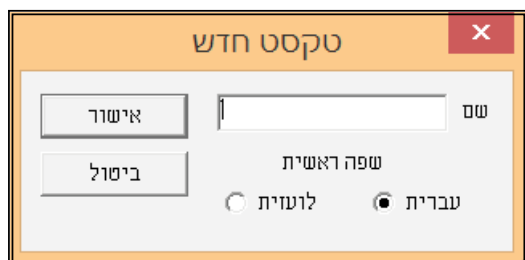 טקסט חדש
שם
אישור
שפה ראשית
ביטול
עברית לועזית